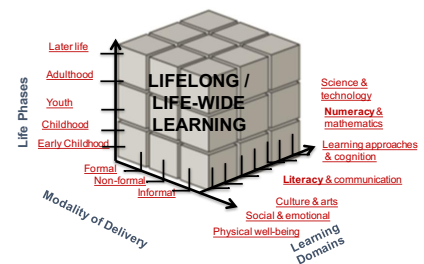 Later life
Adulthood
Youth
Childhood
Early Childhood
Life Phases
LIFELONG /
LIFE-WIDE
LEARNING
Science &
technology
Numeracy &
mathematics
Learning approaches
& cognition
Literacy & communication
Culture & arts
Social & emotional
Physical well-being
Formal
Non-formal
Informal
Modality of Delivery
Learning
Domains